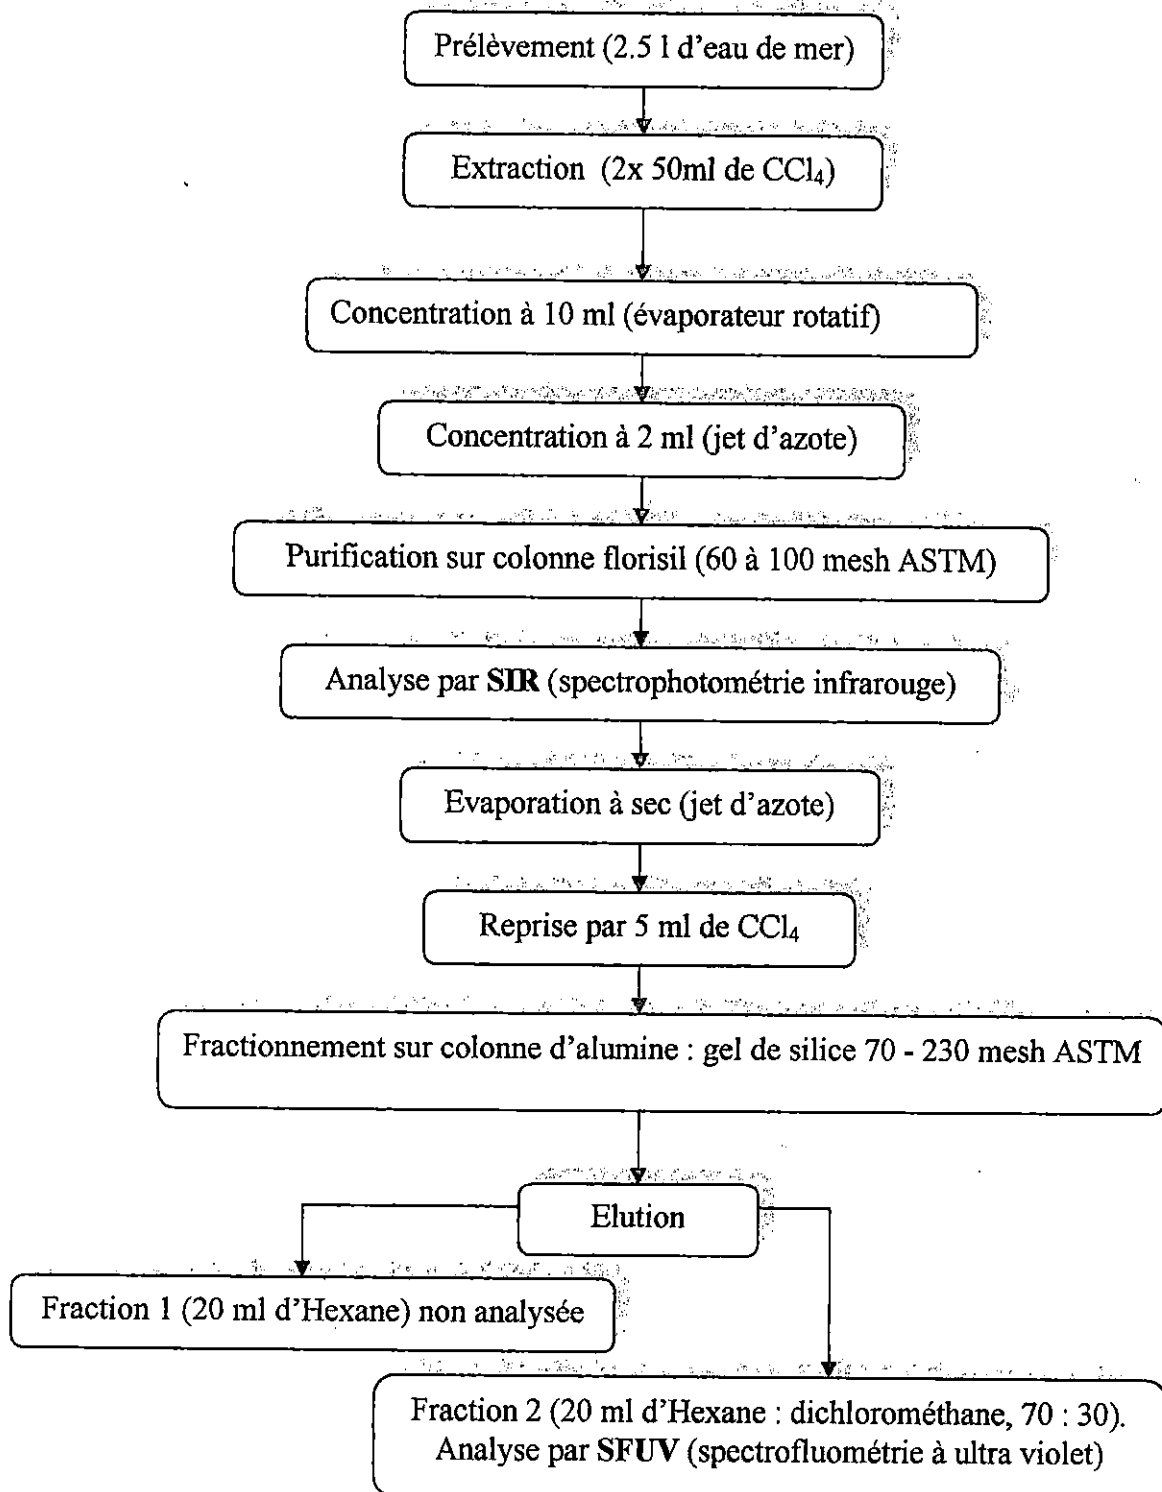 Prélèvement (2.5 l d'eau de mer)
Extraction (2x 50ml de CCl₄)
Concentration à 10 ml (évaporateur rotatif)
Concentration à 2 ml (jet d'azote)
Purification sur colonne florisil (60 à 100 mesh ASTM)
Analyse par SIR (spectrophotométrie infrarouge)
Evaporation à sec (jet d'azote)
Reprise par 5 ml de CCl₄
Fractionnement sur colonne d'alumine : gel de silice 70 - 230 mesh ASTM
Elution
Fraction 1 (20 ml d'Hexane) non analysée
Fraction 2 (20 ml d'Hexane : dichlorométhane, 70 : 30).
Analyse par SFUV (spectrofluométrie à ultra violet)